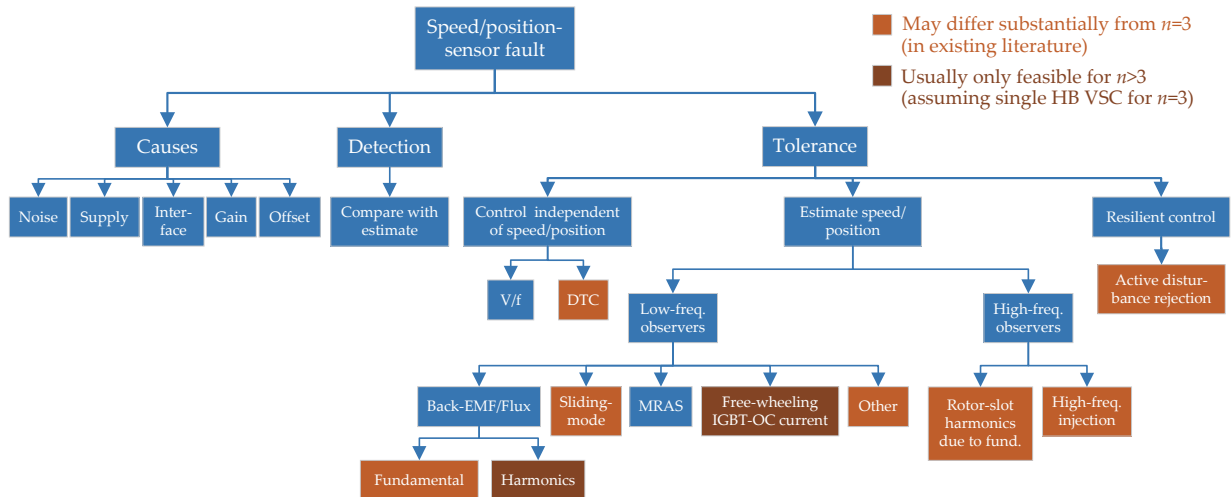 Speed/position-
sensor fault
May differ substantially from n=3
(in existing literature)
Usually only feasible for n>3
(assuming single HB VSC for n=3)
Causes
Detection
Tolerance
Noise
Supply
Inter-
face
Gain
Offset
Compare with
estimate
Control independent
of speed/position
Estimate speed/
position
Resilient control
V/f
DTC
Low-freq.
observers
High-freq.
observers
Active distur-
bance rejection
Back-EMF/Flux
Sliding-
mode
MRAS
Free-wheeling
IGBT-OC current
Other
Rotor-slot
harmonics
due to fund.
High-freq.
injection
Fundamental
Harmonics